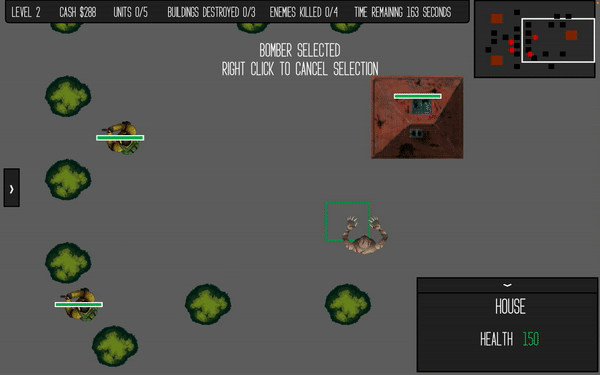 LEVEL 2 CASH $288 UNITS 0/5 BUILDINGS DESTROYED 0/3 ENEMIES KILLED 0/4 TIME REMAINING 163 SECONDS
BOMBER SELECTED
RIGHT CLICK TO CANCEL SELECTION
HOUSE
HEALTH 150